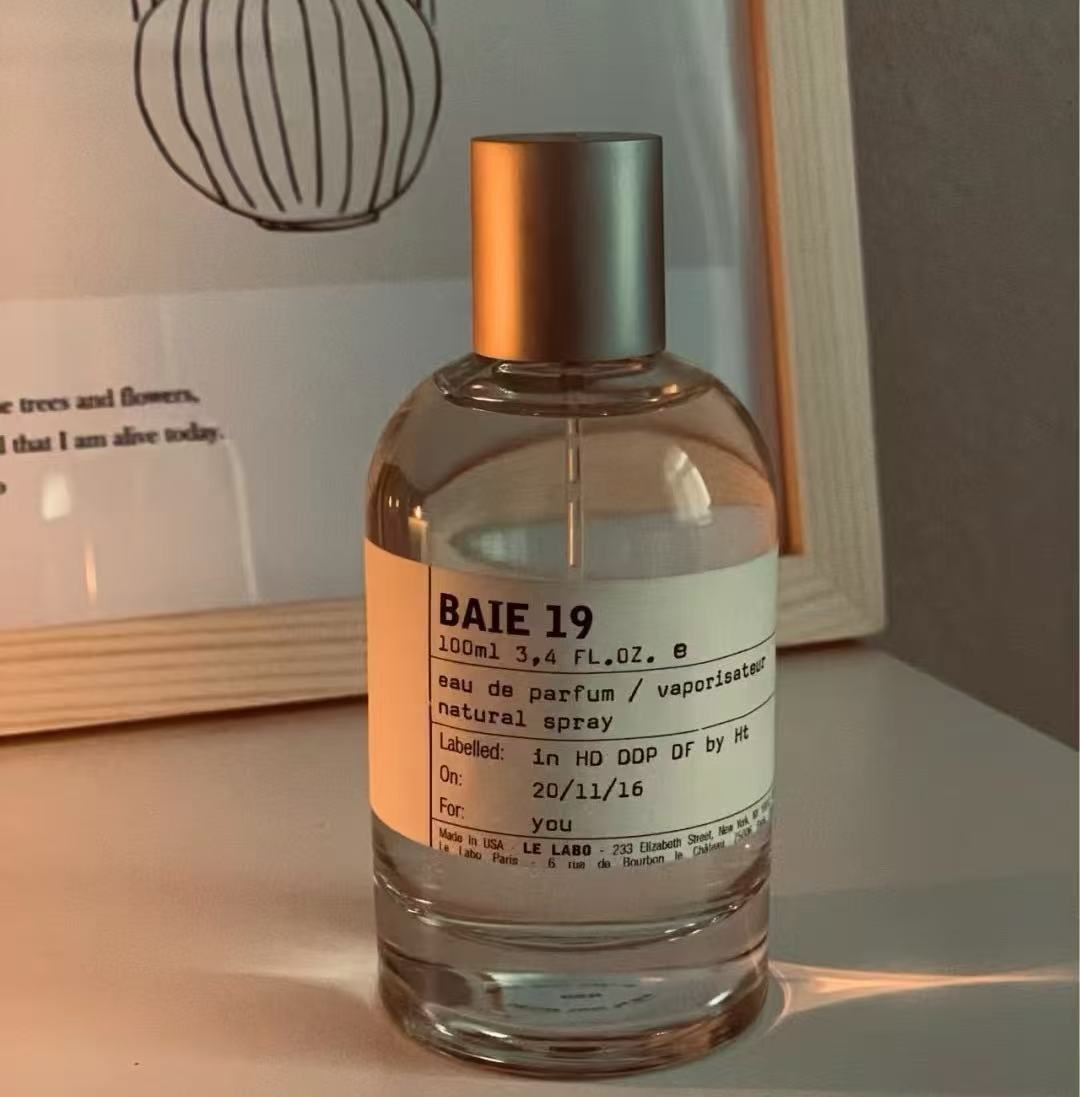 e trees and flowers,
that I am alive today.
BAIE 19
100ml 3,4 FL.OZ. e
eau de parfum / vaporisateur
natural spray
Labelled: in HD DDP DF by Ht
On: 20/11/16
For: you
Made in USA - LE LABO - 233 Elizabeth Street, New York, NY
Le Labo Paris - 6 rue de Bourbon le Château